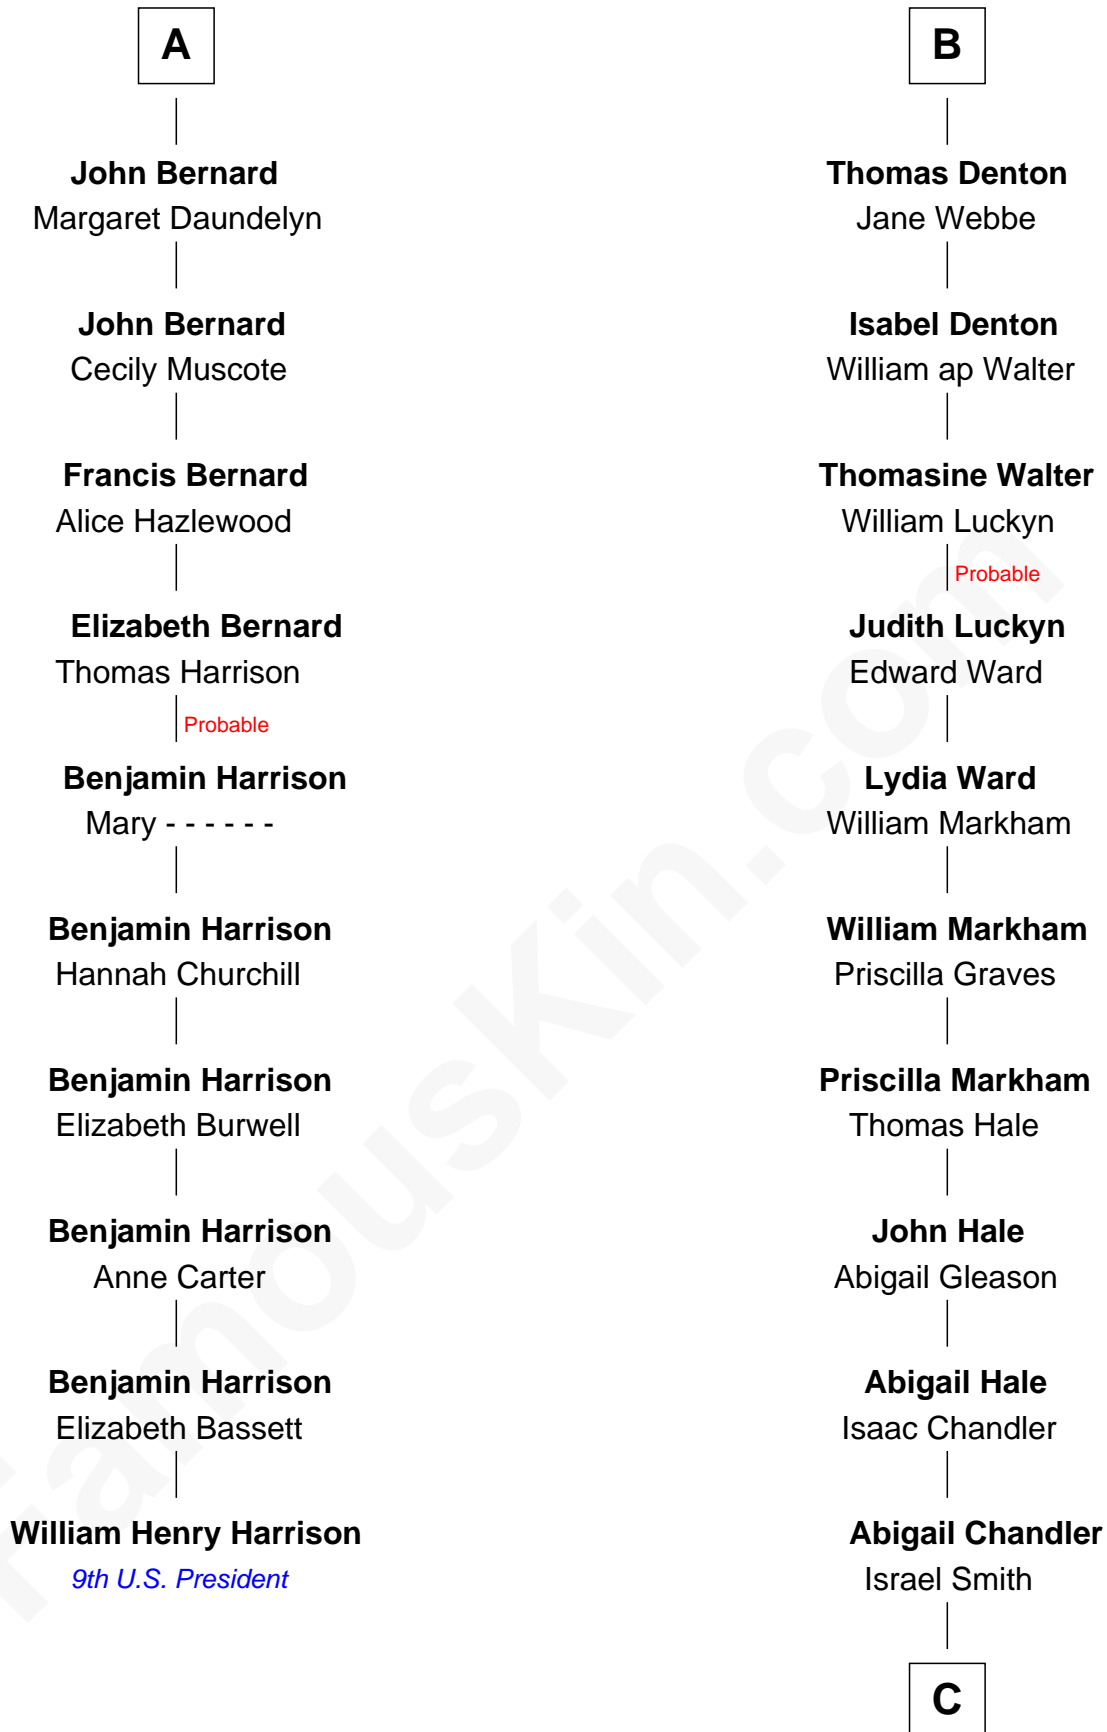 A
John Bernard
Margaret Daundelyn
John Bernard
Cecily Muscote
Francis Bernard
Alice Hazlewood
Elizabeth Bernard
Thomas Harrison
Probable
Benjamin Harrison
Mary - - - - - -
Benjamin Harrison
Hannah Churchill
Benjamin Harrison
Elizabeth Burwell
Benjamin Harrison
Anne Carter
Benjamin Harrison
Elizabeth Bassett
William Henry Harrison
9th U.S. President
B
Thomas Denton
Jane Webbe
Isabel Denton
William ap Walter
Thomasine Walter
William Luckyn
Probable
Judith Luckyn
Edward Ward
Lydia Ward
William Markham
William Markham
Priscilla Graves
Priscilla Markham
Thomas Hale
John Hale
Abigail Gleason
Abigail Hale
Isaac Chandler
Abigail Chandler
Israel Smith
C
FamousKin.com